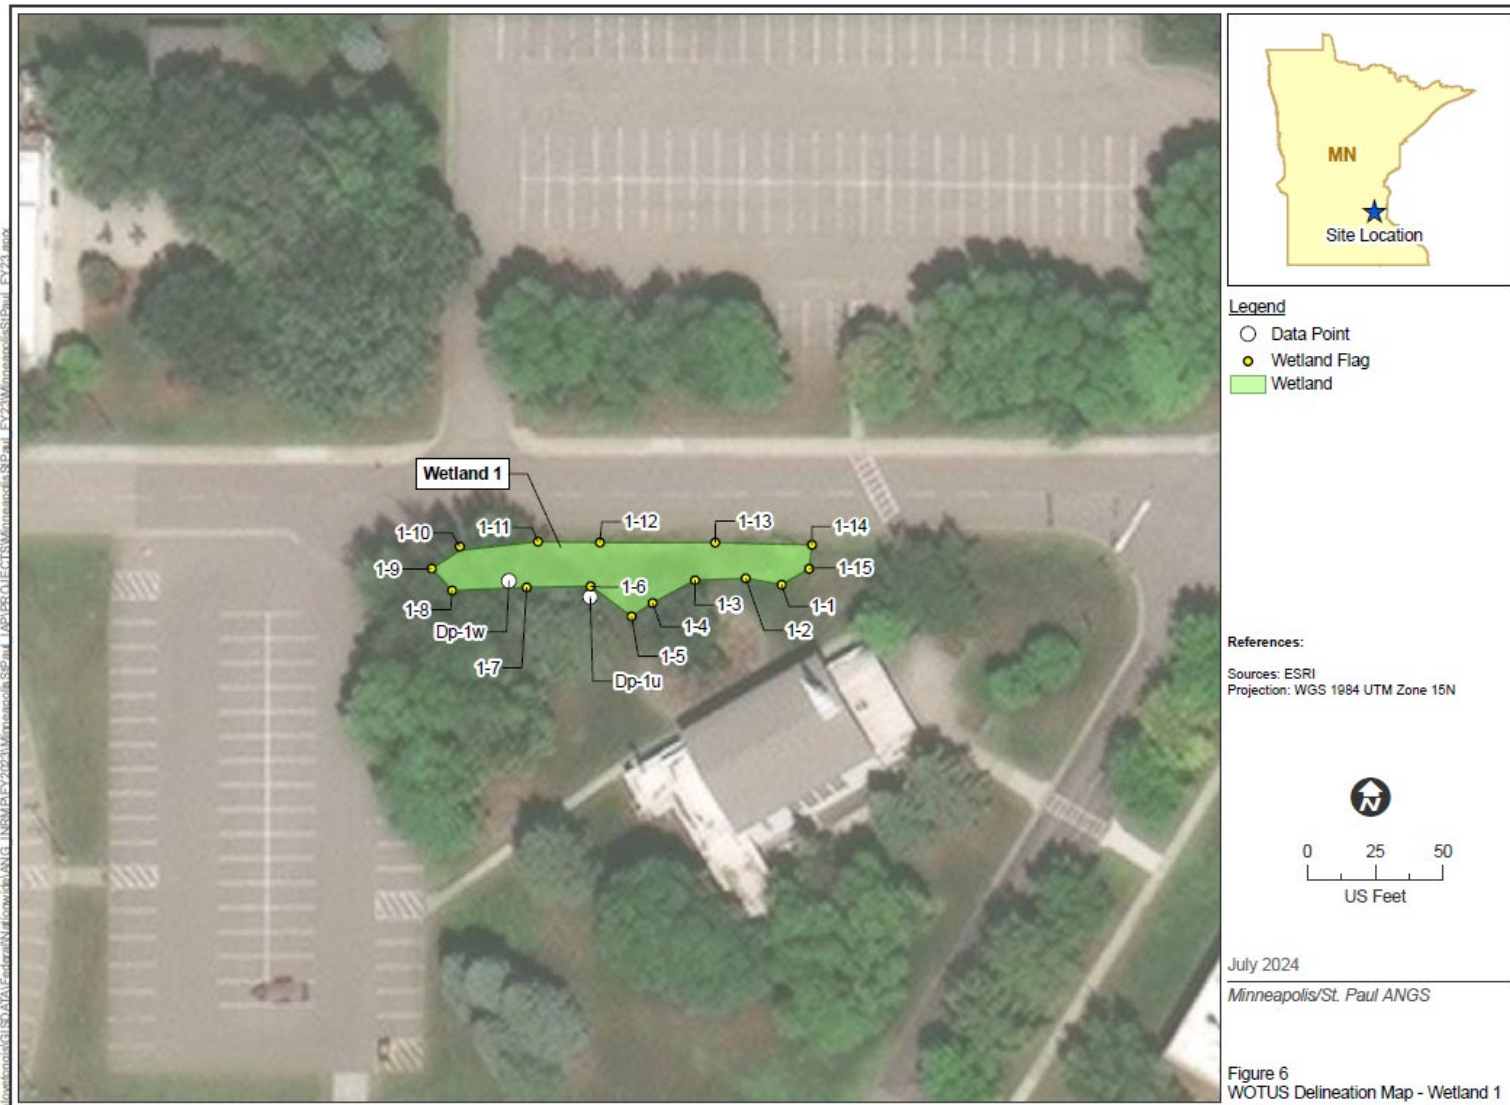 MN
Site Location
Legend
Data Point
Wetland Flag
Wetland
Wetland 1
1-10
1-11
1-12
1-13
1-14
1-9
1-15
1-8
1-6
1-3
1-1
Dp-1w
1-4
1-2
1-7
1-5
Dp-1u
References:
Sources: ESRI
Projection: WGS 1984 UTM Zone 15N
N
0 25 50
US Feet
July 2024
Minneapolis/St. Paul ANGS
Figure 6
WOTUS Delineation Map - Wetland 1